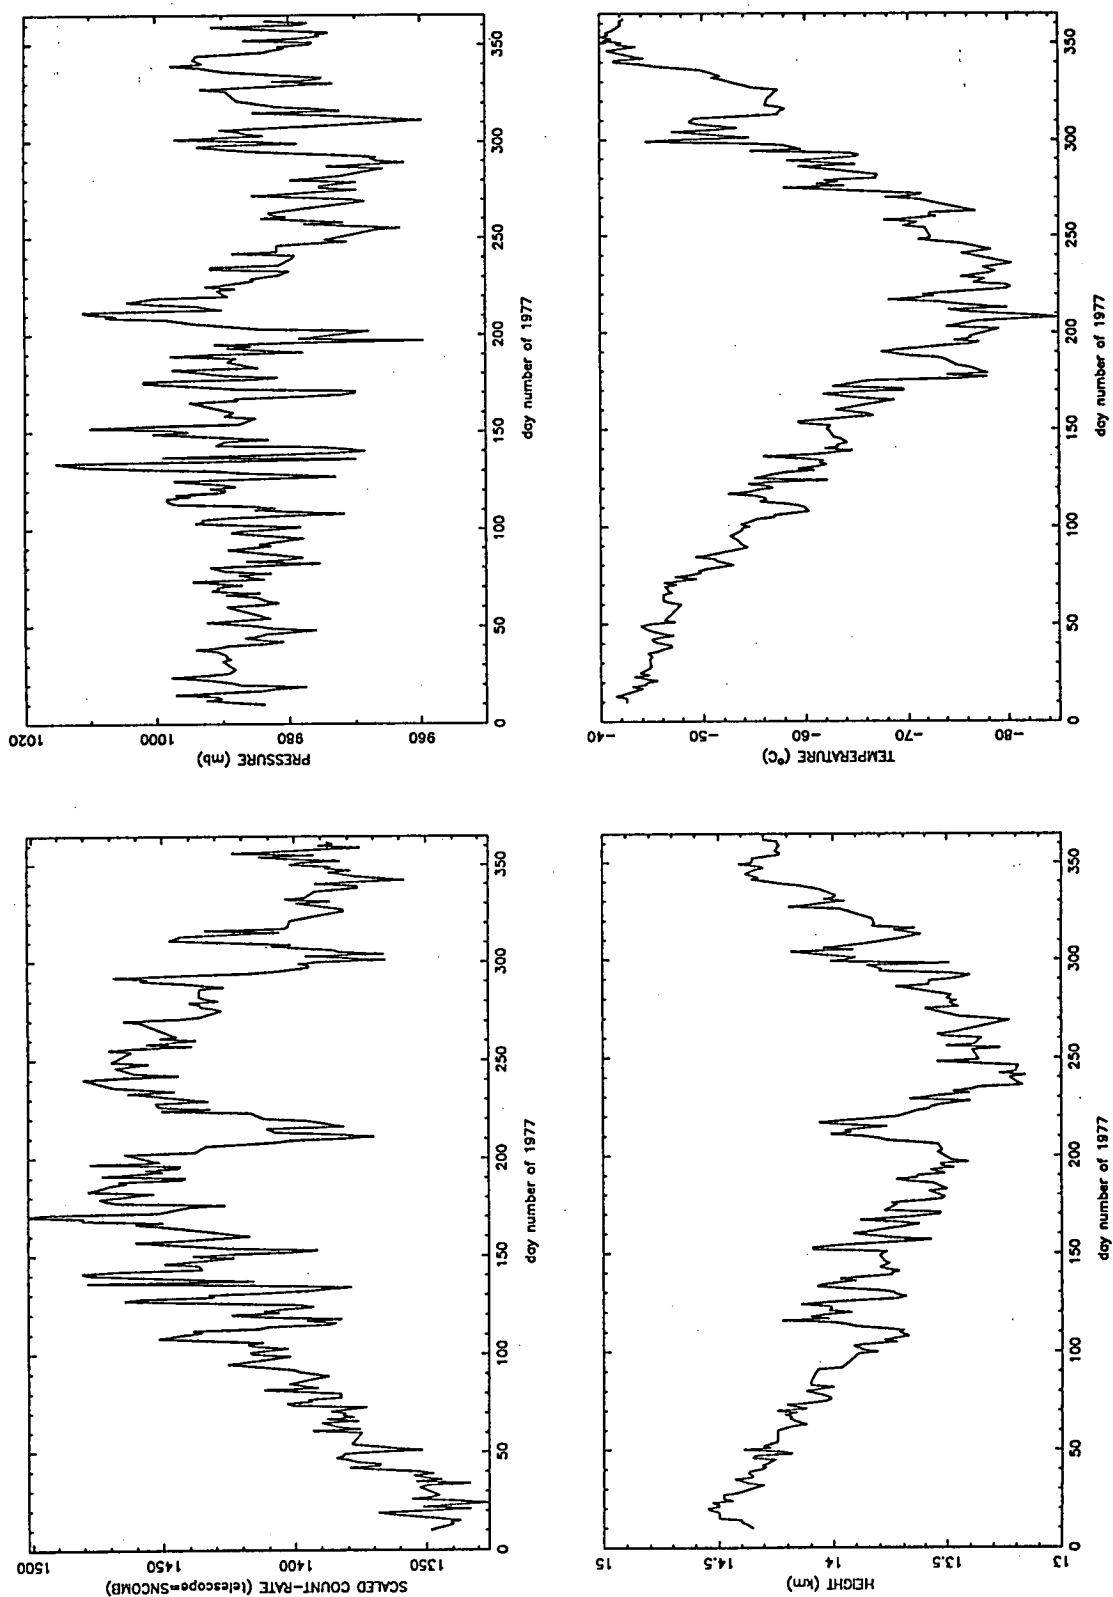 SCALED COUNT-RATE (telescope=SNCOMB)
1500
1450
1400
1350
0 50 100 150 200 250 300 350
day number of 1977
PRESSURE (mb)
1020
1000
980
960
0 50 100 150 200 250 300 350
day number of 1977
HEIGHT (km)
15
14.5
14
13.5
13
0 50 100 150 200 250 300 350
day number of 1977
TEMPERATURE (°C)
-40
-50
-60
-70
-80
0 50 100 150 200 250 300 350
day number of 1977